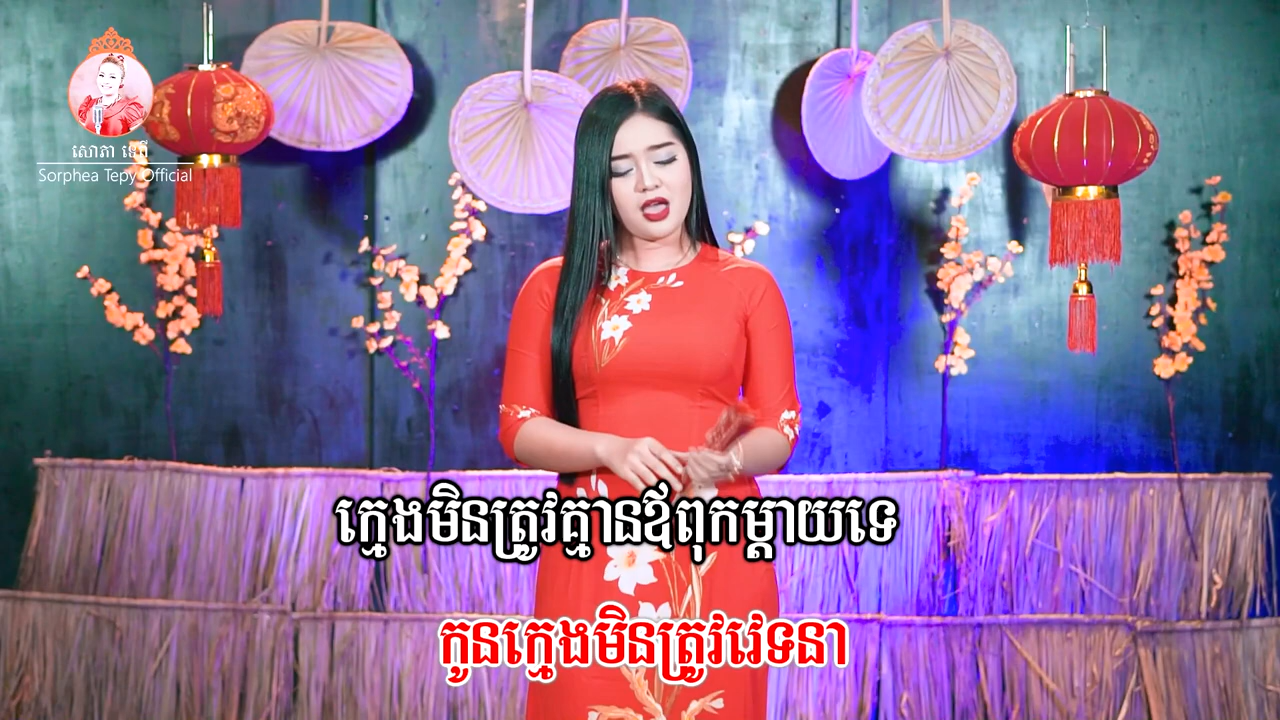 សោភា ទេពី
Sorphea Tepy Official
ក្មេងមិនត្រូវគ្មានឪពុកម្ដាយទេ
កូនក្មេងមិនត្រូវវេទនា